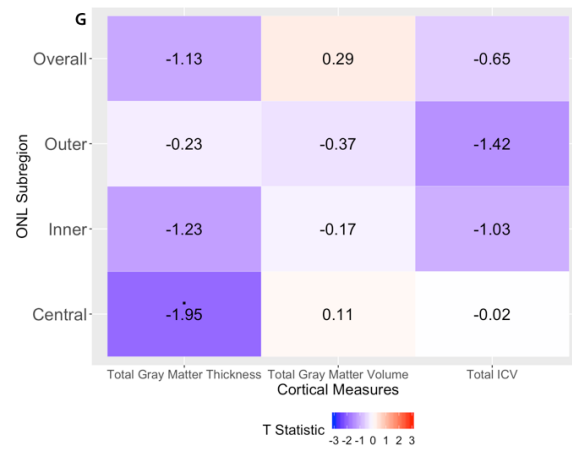 G
Overall -1.13 0.29 -0.65
Outer -0.23 -0.37 -1.42
Inner -1.23 -0.17 -1.03
Central -1.95 0.11 -0.02
ONL Subregion
Total Gray Matter Thickness Total Gray Matter Volume Total ICV
Cortical Measures
T Statistic
-3 -2 -1 0 1 2 3